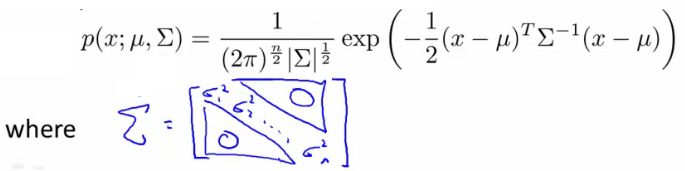 p(x; μ, Σ) = 1 / ((2π)^{n/2} |Σ|^{1/2}) exp(−1/2 (x − μ)^T Σ^{−1} (x − μ))
where Σ = [σ₁² σ₂² ... σₙ² 0 0]